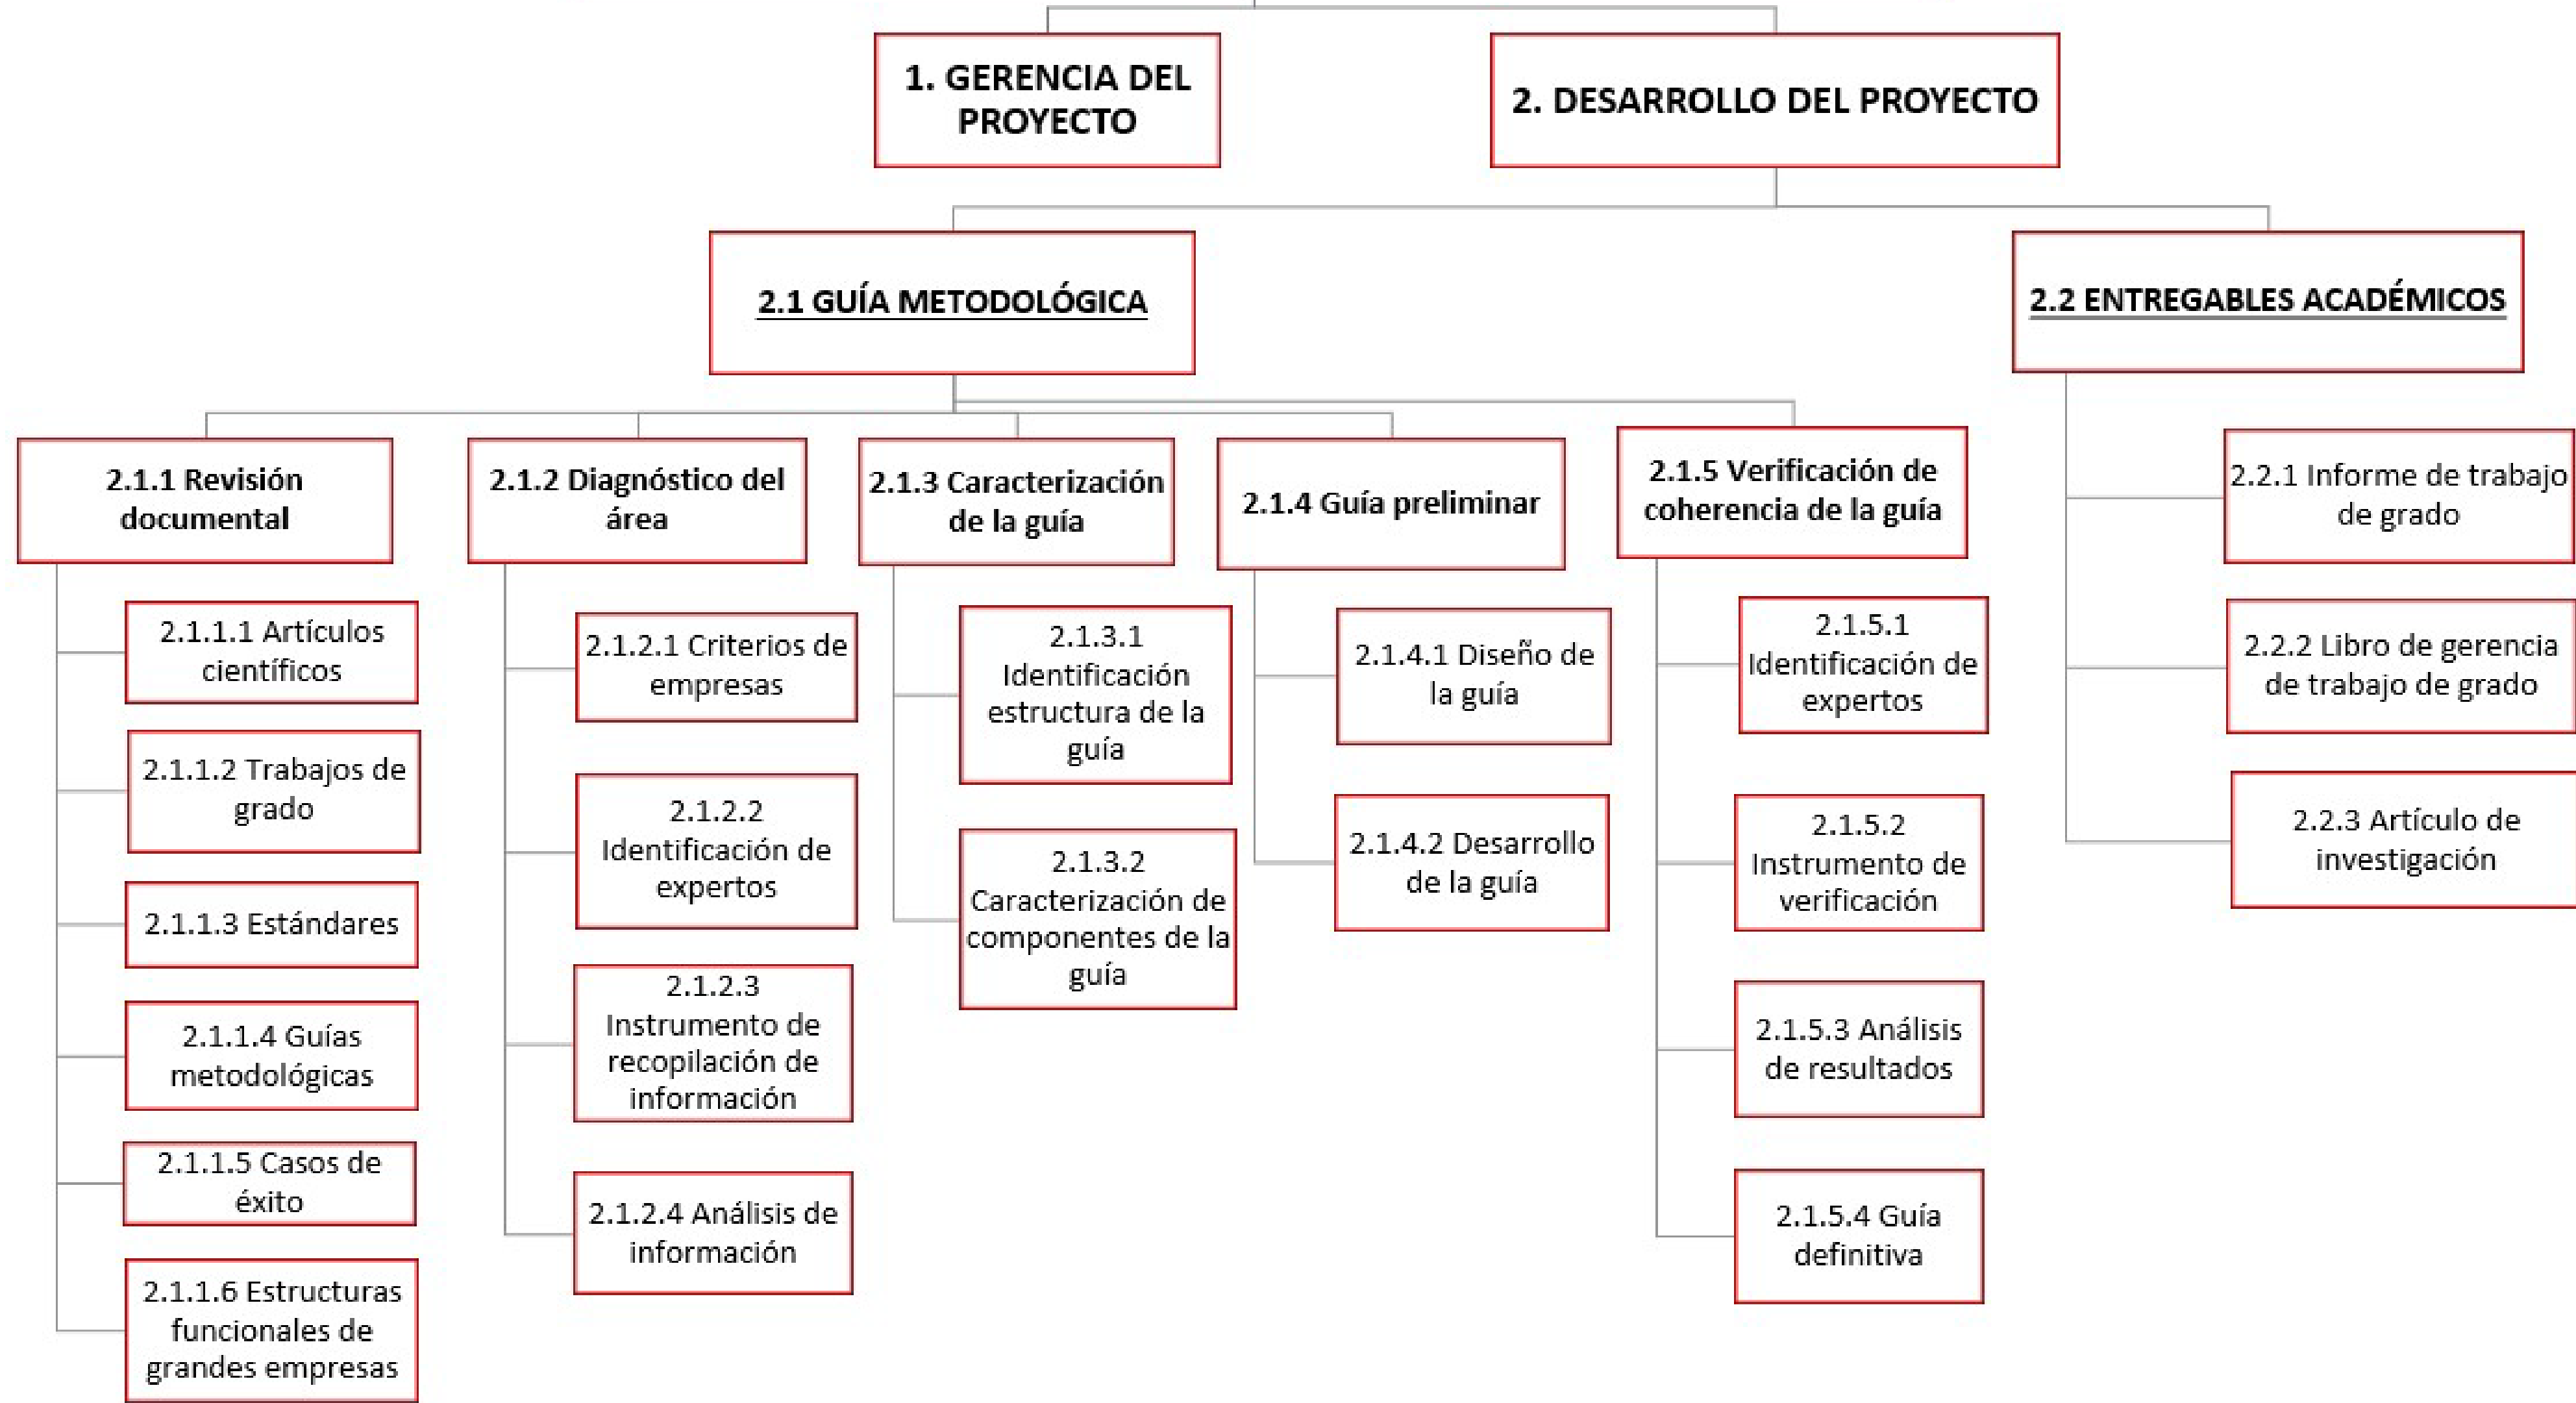 1. GERENCIA DEL
PROYECTO
2. DESARROLLO DEL PROYECTO
2.1 GUÍA METODOLÓGICA
2.2 ENTREGABLES ACADÉMICOS
2.1.1 Revisión
documental
2.1.1.1 Artículos
científicos
2.1.1.2 Trabajos de
grado
2.1.1.3 Estándares
2.1.1.4 Guías
metodológicas
2.1.1.5 Casos de
éxito
2.1.1.6 Estructuras
funcionales de
grandes empresas
2.1.2 Diagnóstico del
área
2.1.2.1 Criterios de
empresas
2.1.2.2
Identificación de
expertos
2.1.2.3
Instrumento de
recopilación de
información
2.1.2.4 Análisis de
información
2.1.3 Caracterización
de la guía
2.1.3.1
Identificación
estructura de la
guía
2.1.3.2
Caracterización de
componentes de la
guía
2.1.4 Guía preliminar
2.1.4.1 Diseño de
la guía
2.1.4.2 Desarrollo
de la guía
2.1.5 Verificación de
coherencia de la guía
2.1.5.1
Identificación de
expertos
2.1.5.2
Instrumento de
verificación
2.1.5.3 Análisis
de resultados
2.1.5.4 Guía
definitiva
2.2.1 Informe de trabajo
de grado
2.2.2 Libro de gerencia
de trabajo de grado
2.2.3 Artículo de
investigación